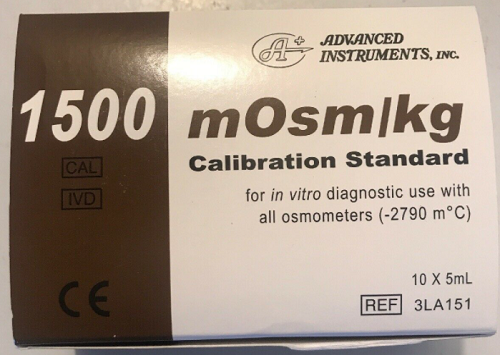 A+ ADVANCED
INSTRUMENTS, INC.
1500 mOsm/kg
Calibration Standard
CAL
IVD
for in vitro diagnostic use with
all osmometers (-2790 m°C)
10 X 5mL
CE
REF 3LA151